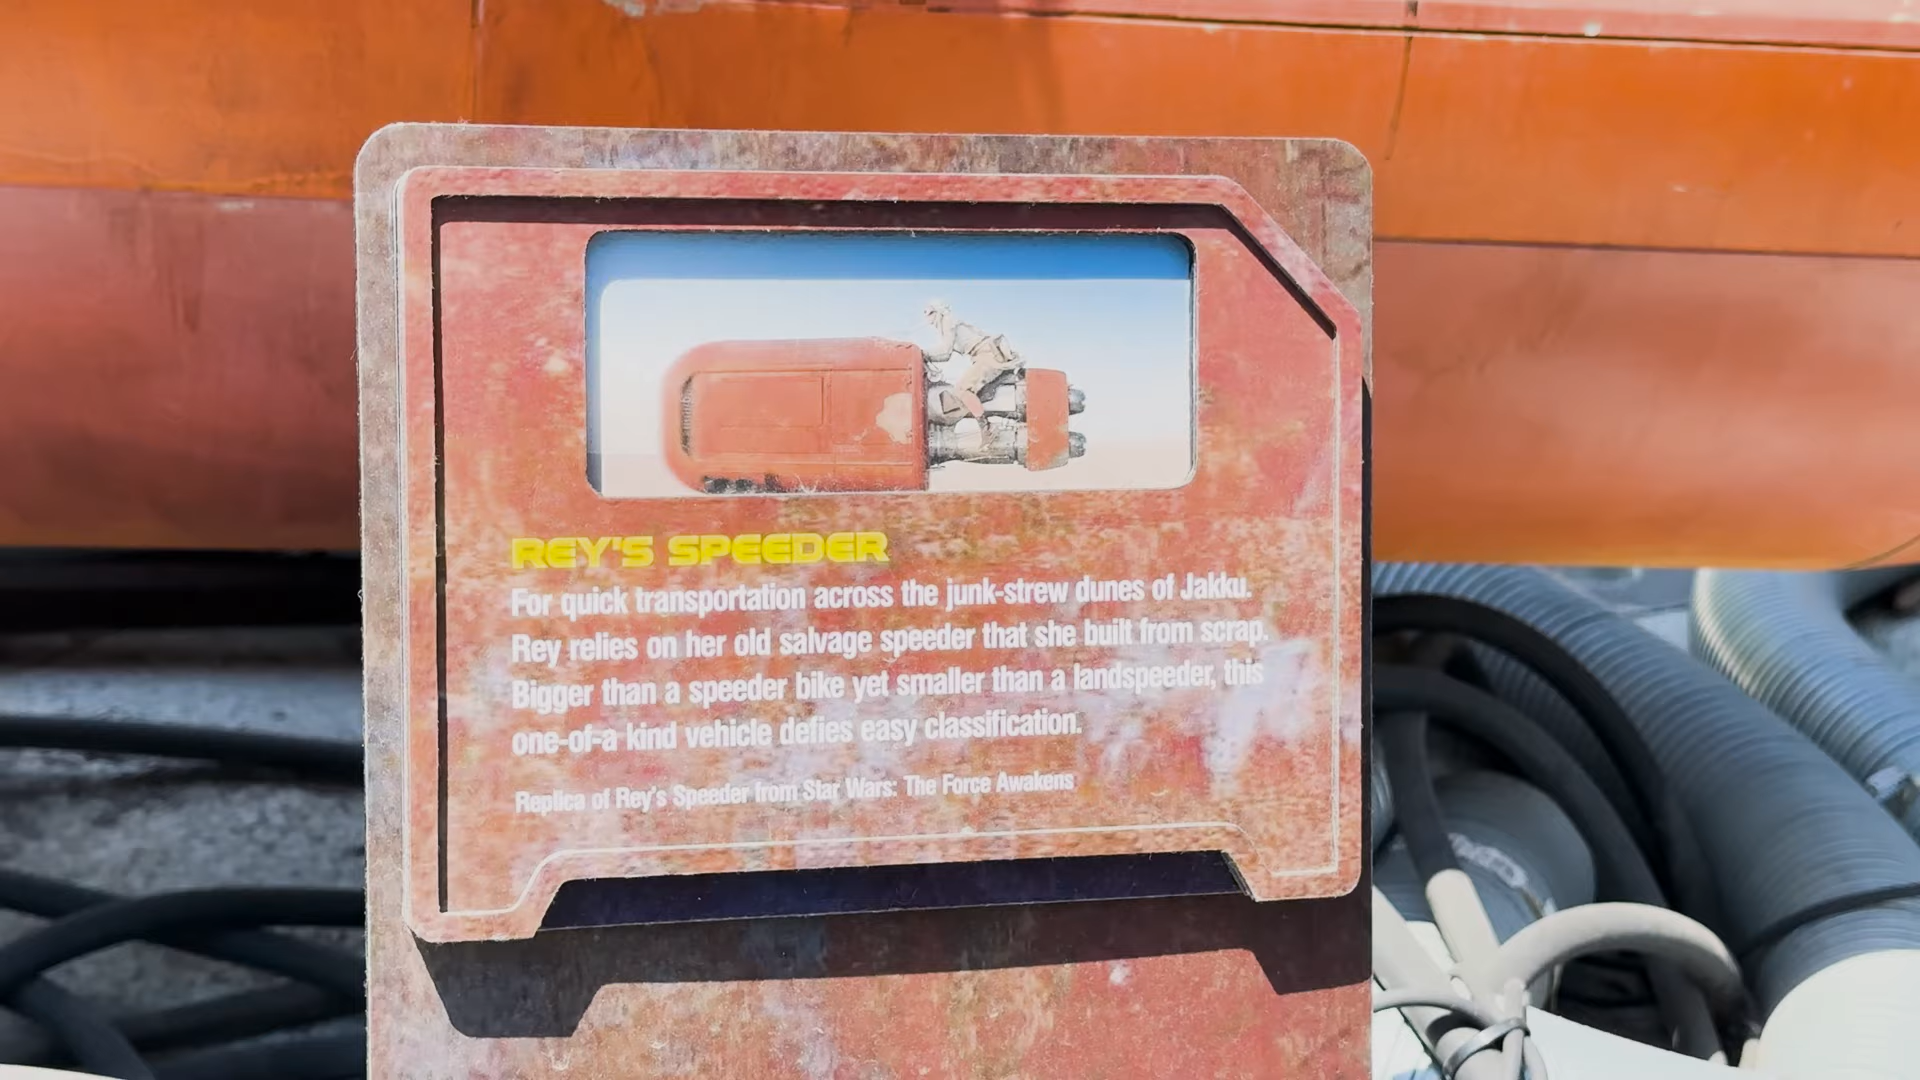 REY'S SPEEDER
For quick transportation across the junk-strew dunes of Jakku.
Rey relies on her old salvage speeder that she built from scrap.
Bigger than a speeder bike yet smaller than a landspeeder, this
one-of-a kind vehicle defies easy classification.
Replica of Rey's Speeder from Star Wars: The Force Awakens